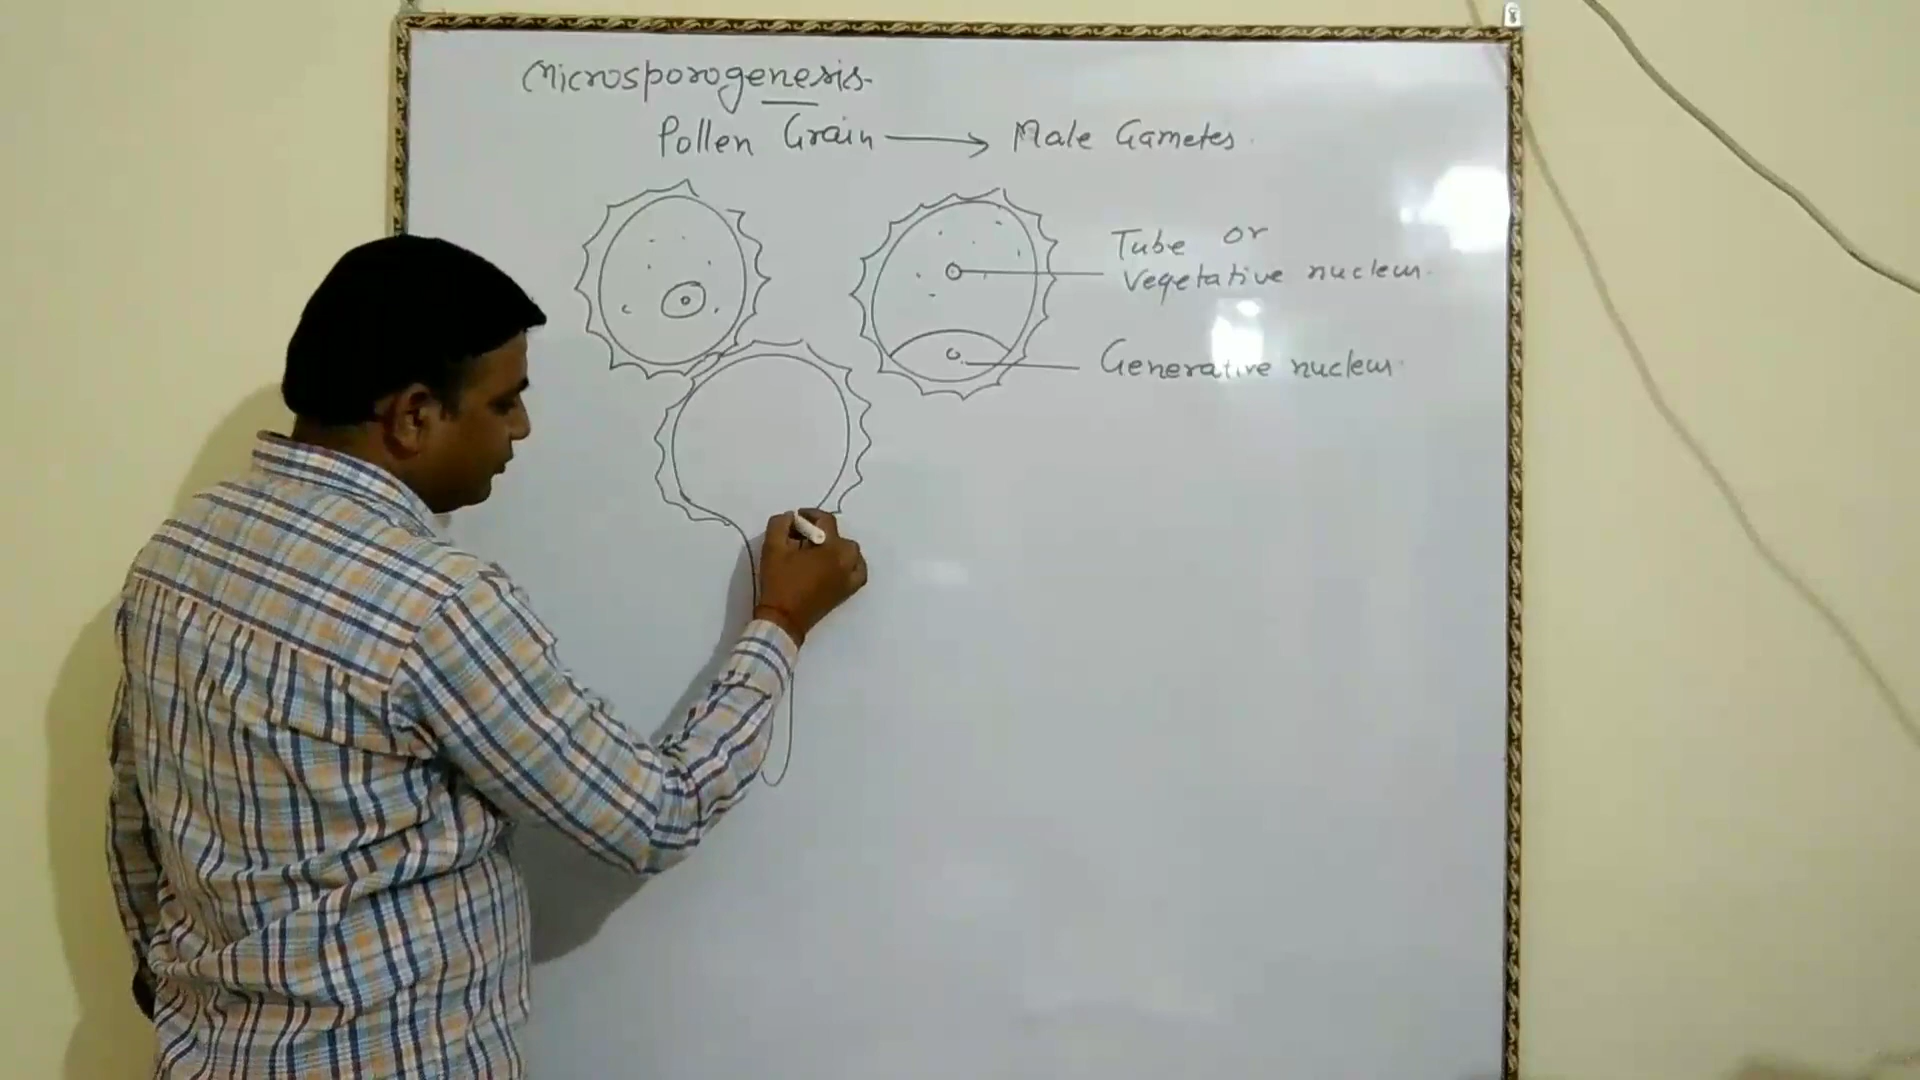 Microsporogenesis.
Pollen Grain → Male Gametes.
Tube or
Vegetative nucleus.
Generative nucleus.